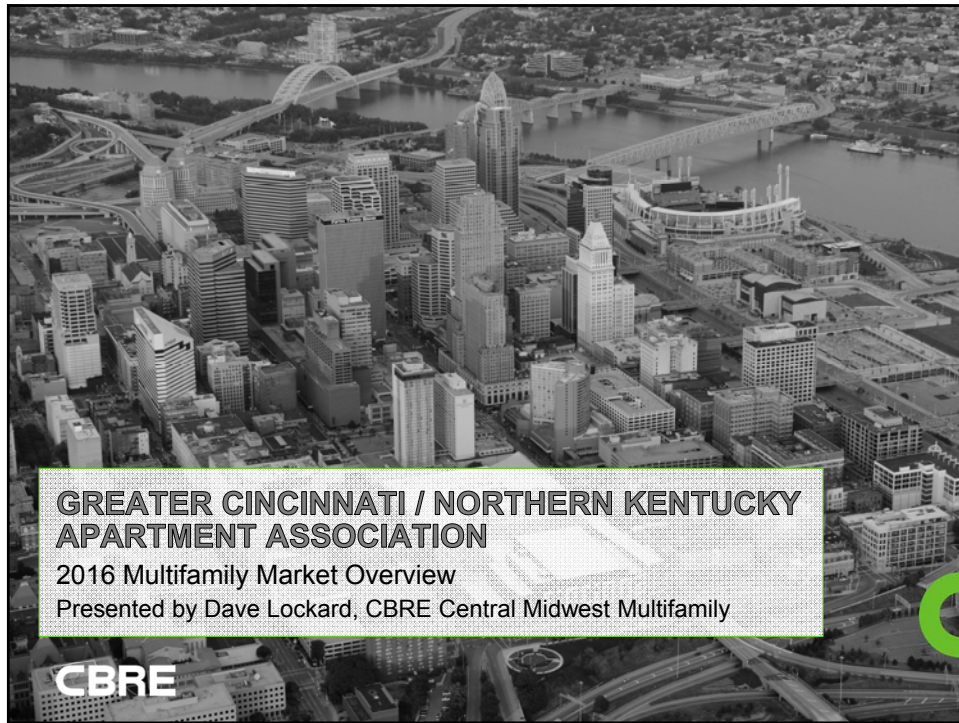 GREATER CINCINNATI / NORTHERN KENTUCKY
APARTMENT ASSOCIATION
2016 Multifamily Market Overview
Presented by Dave Lockard, CBRE Central Midwest Multifamily
CBRE